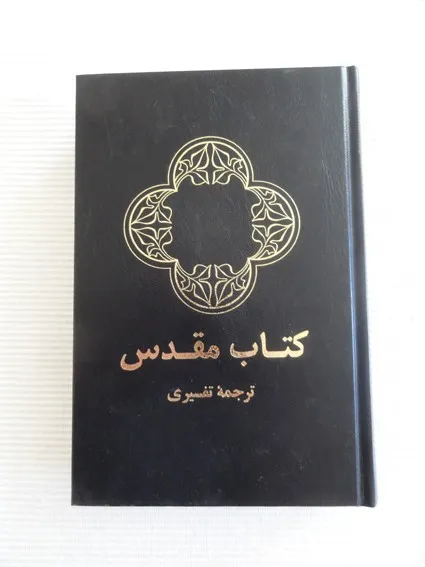 کتاب مقدس
ترجمهٔ تفسیری